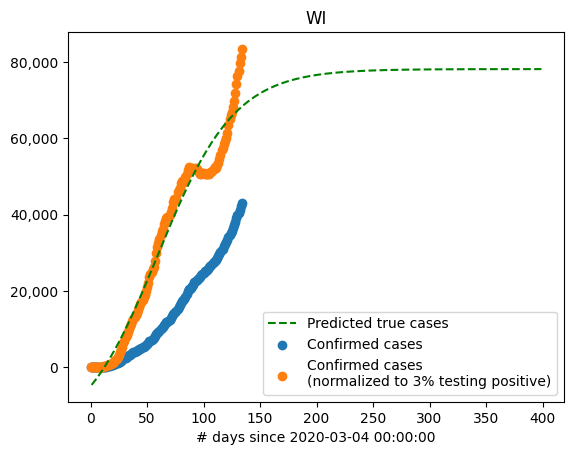 WI
80,000
60,000
40,000
20,000
0
Predicted true cases
Confirmed cases
Confirmed cases
(normalized to 3% testing positive)
0 50 100 150 200 250 300 350 400
# days since 2020-03-04 00:00:00